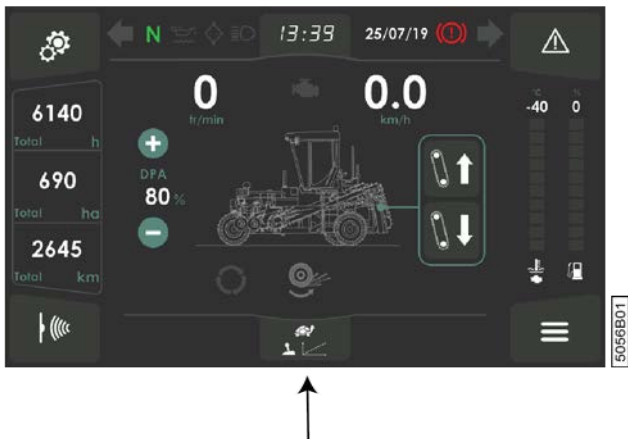 N
13:39
25/07/19
6140
Total h
690
Total ha
2645
Total km
0
tr/min
0.0
km/h
DPA
80 %
°C
-40
%
0
5056B01